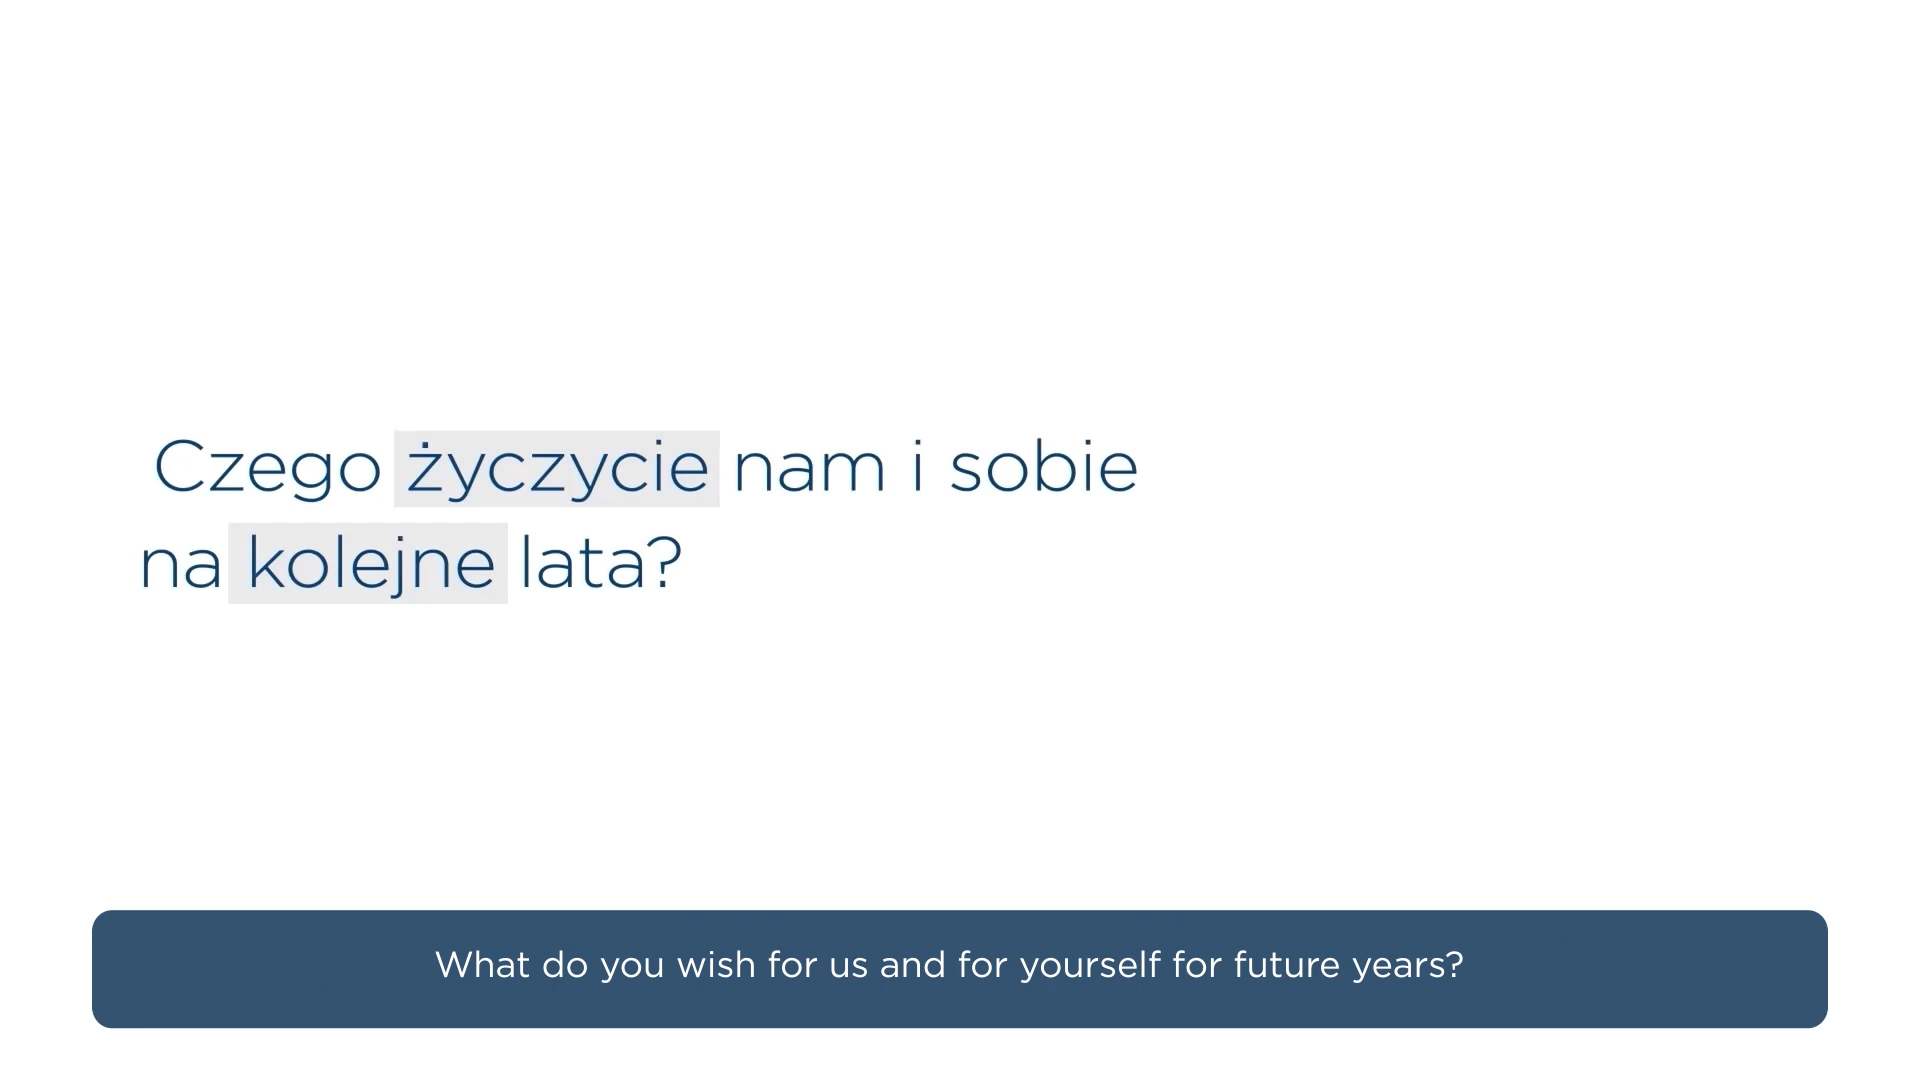 Czego życzycie nam i sobie
na kolejne lata?
What do you wish for us and for yourself for future years?